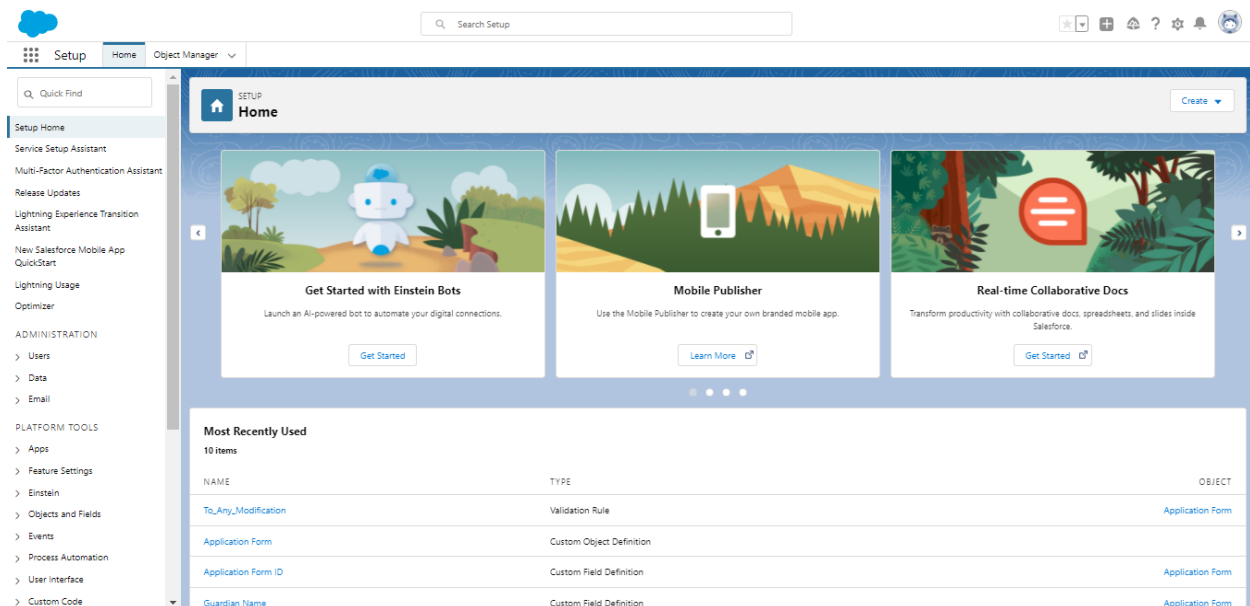 Search Setup
Setup
Home
Object Manager
Quick Find
Setup Home
Service Setup Assistant
Multi-Factor Authentication Assistant
Release Updates
Lightning Experience Transition
Assistant
New Salesforce Mobile App
QuickStart
Lightning Usage
Optimizer
ADMINISTRATION
Users
Data
Email
PLATFORM TOOLS
Apps
Feature Settings
Einstein
Objects and Fields
Events
Process Automation
User Interface
Custom Code
SETUP
Home
Create
Get Started with Einstein Bots
Launch an AI-powered bot to automate your digital connections.
Get Started
Mobile Publisher
Use the Mobile Publisher to create your own branded mobile app.
Learn More
Real-time Collaborative Docs
Transform productivity with collaborative docs, spreadsheets, and slides inside
Salesforce.
Get Started
Most Recently Used
10 items
NAME TYPE OBJECT
To_Any_Modification Validation Rule Application Form
Application Form Custom Object Definition
Application Form ID Custom Field Definition Application Form
Guardian Name Custom Field Definition Application Form